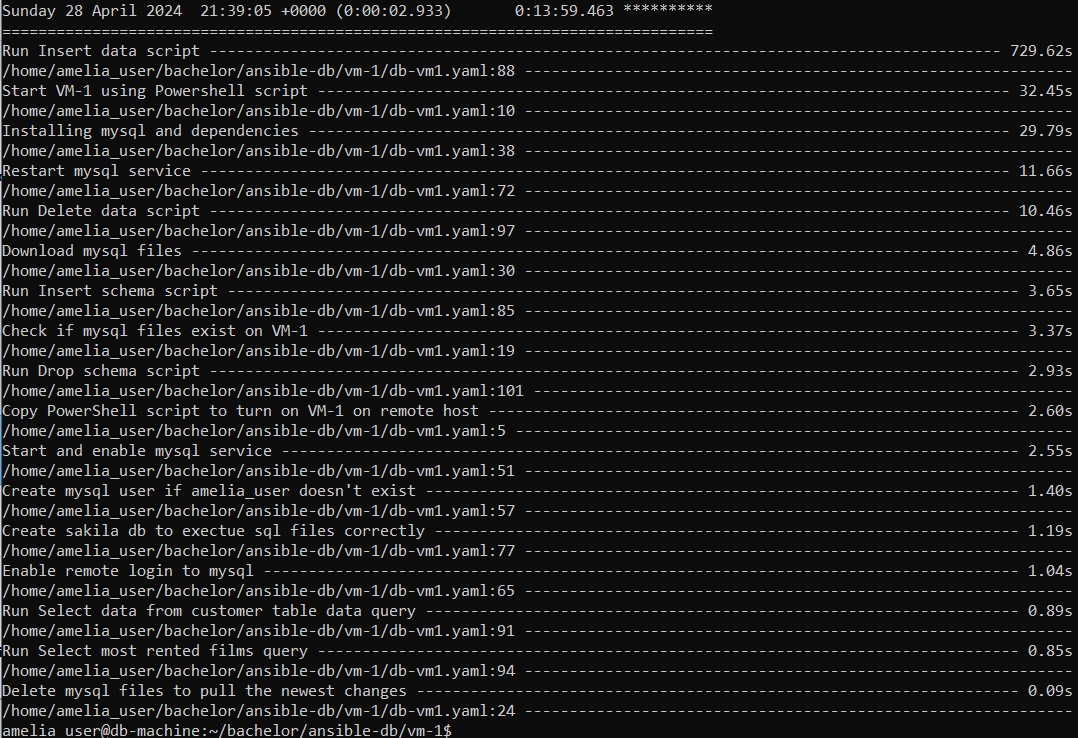 Sunday 28 April 2024  21:39:05 +0000 (0:00:02.933)       0:13:59.463 **********
===============================================================================
Run Insert data script ---------------------------------------------------------------------------------------- 729.62s
/home/amelia_user/bachelor/ansible-db/vm-1/db-vm1.yaml:88 -------------------------------------------------------------
Start VM-1 using Powershell script ----------------------------------------------------------------------------- 32.45s
/home/amelia_user/bachelor/ansible-db/vm-1/db-vm1.yaml:10 -------------------------------------------------------------
Installing mysql and dependencies ------------------------------------------------------------------------------ 29.79s
/home/amelia_user/bachelor/ansible-db/vm-1/db-vm1.yaml:38 -------------------------------------------------------------
Restart mysql service ------------------------------------------------------------------------------------------ 11.66s
/home/amelia_user/bachelor/ansible-db/vm-1/db-vm1.yaml:72 -------------------------------------------------------------
Run Delete data script ----------------------------------------------------------------------------------------- 10.46s
/home/amelia_user/bachelor/ansible-db/vm-1/db-vm1.yaml:97 -------------------------------------------------------------
Download mysql files -------------------------------------------------------------------------------------------- 4.86s
/home/amelia_user/bachelor/ansible-db/vm-1/db-vm1.yaml:30 -------------------------------------------------------------
Run Insert schema script ---------------------------------------------------------------------------------------- 3.65s
/home/amelia_user/bachelor/ansible-db/vm-1/db-vm1.yaml:85 -------------------------------------------------------------
Check if mysql files exist on VM-1 ------------------------------------------------------------------------------ 3.37s
/home/amelia_user/bachelor/ansible-db/vm-1/db-vm1.yaml:19 -------------------------------------------------------------
Run Drop schema script ------------------------------------------------------------------------------------------ 2.93s
/home/amelia_user/bachelor/ansible-db/vm-1/db-vm1.yaml:101 ------------------------------------------------------------
Copy PowerShell script to turn on VM-1 on remote host ----------------------------------------------------------- 2.60s
/home/amelia_user/bachelor/ansible-db/vm-1/db-vm1.yaml:5 --------------------------------------------------------------
Start and enable mysql service ---------------------------------------------------------------------------------- 2.55s
/home/amelia_user/bachelor/ansible-db/vm-1/db-vm1.yaml:51 -------------------------------------------------------------
Create mysql user if amelia_user doesn't exist ------------------------------------------------------------------ 1.40s
/home/amelia_user/bachelor/ansible-db/vm-1/db-vm1.yaml:57 -------------------------------------------------------------
Create sakila db to exectue sql files correctly ----------------------------------------------------------------- 1.19s
/home/amelia_user/bachelor/ansible-db/vm-1/db-vm1.yaml:77 -------------------------------------------------------------
Enable remote login to mysql ------------------------------------------------------------------------------------ 1.04s
/home/amelia_user/bachelor/ansible-db/vm-1/db-vm1.yaml:65 -------------------------------------------------------------
Run Select data from customer table data query ------------------------------------------------------------------ 0.89s
/home/amelia_user/bachelor/ansible-db/vm-1/db-vm1.yaml:91 -------------------------------------------------------------
Run Select most rented films query ------------------------------------------------------------------------------ 0.85s
/home/amelia_user/bachelor/ansible-db/vm-1/db-vm1.yaml:94 -------------------------------------------------------------
Delete mysql files to pull the newest changes ------------------------------------------------------------------- 0.09s
/home/amelia_user/bachelor/ansible-db/vm-1/db-vm1.yaml:24 -------------------------------------------------------------
amelia_user@db-machine:~/bachelor/ansible-db/vm-1$